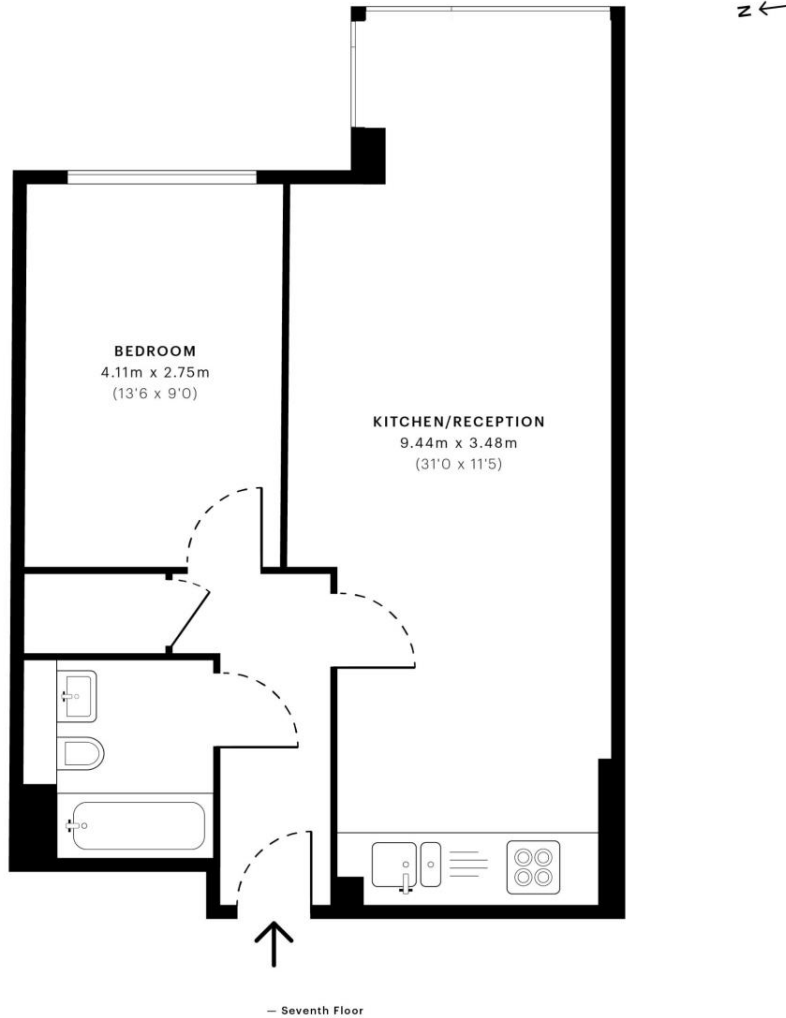 N
BEDROOM
4.11m x 2.75m
(13'6 x 9'0)
KITCHEN/RECEPTION
9.44m x 3.48m
(31'0 x 11'5)
— Seventh Floor